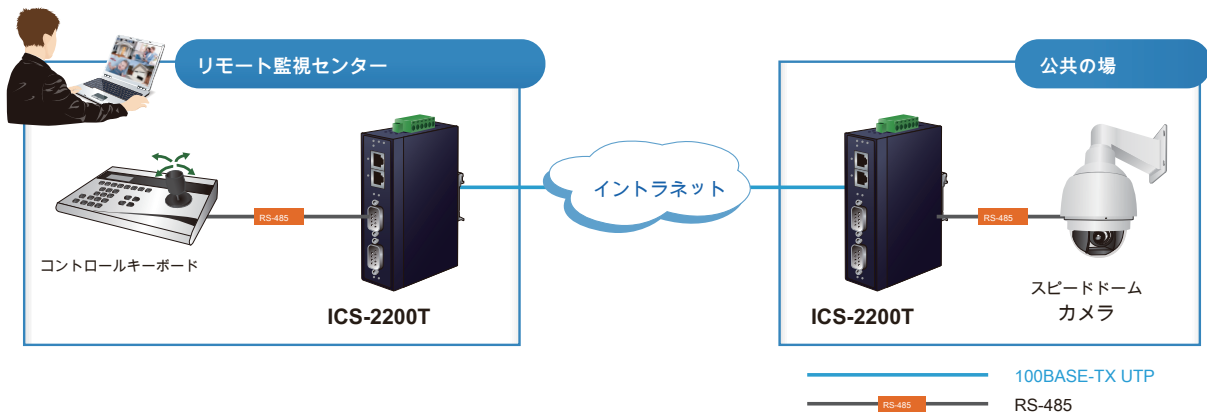 リモート監視センター
公共の場
イントラネット
RS-485
RS-485
コントロールキーボード
ICS-2200T
ICS-2200T
スピードドーム
カメラ
100BASE-TX UTP
RS-485
RS-485